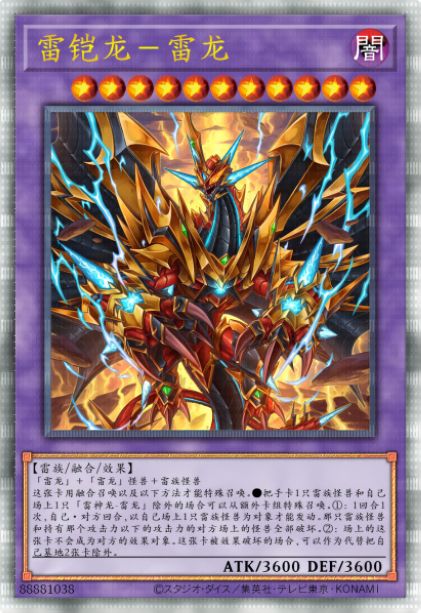 雷铠龙－雷龙
闇
【雷族/融合/效果】
「雷龙」＋「雷龙」怪兽＋雷族怪兽
这张卡用融合召唤以及以下方法才能特殊召唤。●把手卡1只雷族怪兽和自己
场上1只「雷神龙-雷龙」除外的场合可以从额外卡组特殊召唤。①：1回合1
次，自己·对方回合，以自己场上1只雷族怪兽为对象才能发动。那只雷族怪兽
和持有那个攻击力以下的攻击力的对方场上的怪兽全部破坏。②：场上的这
张卡不会成为对方的效果对象，这张卡被效果破坏的场合，可以作为代替把自
己墓地2张卡除外。
ATK/3600 DEF/3600
88881038
©スタジオ・ダイス/集英社・テレビ東京・KONAMI